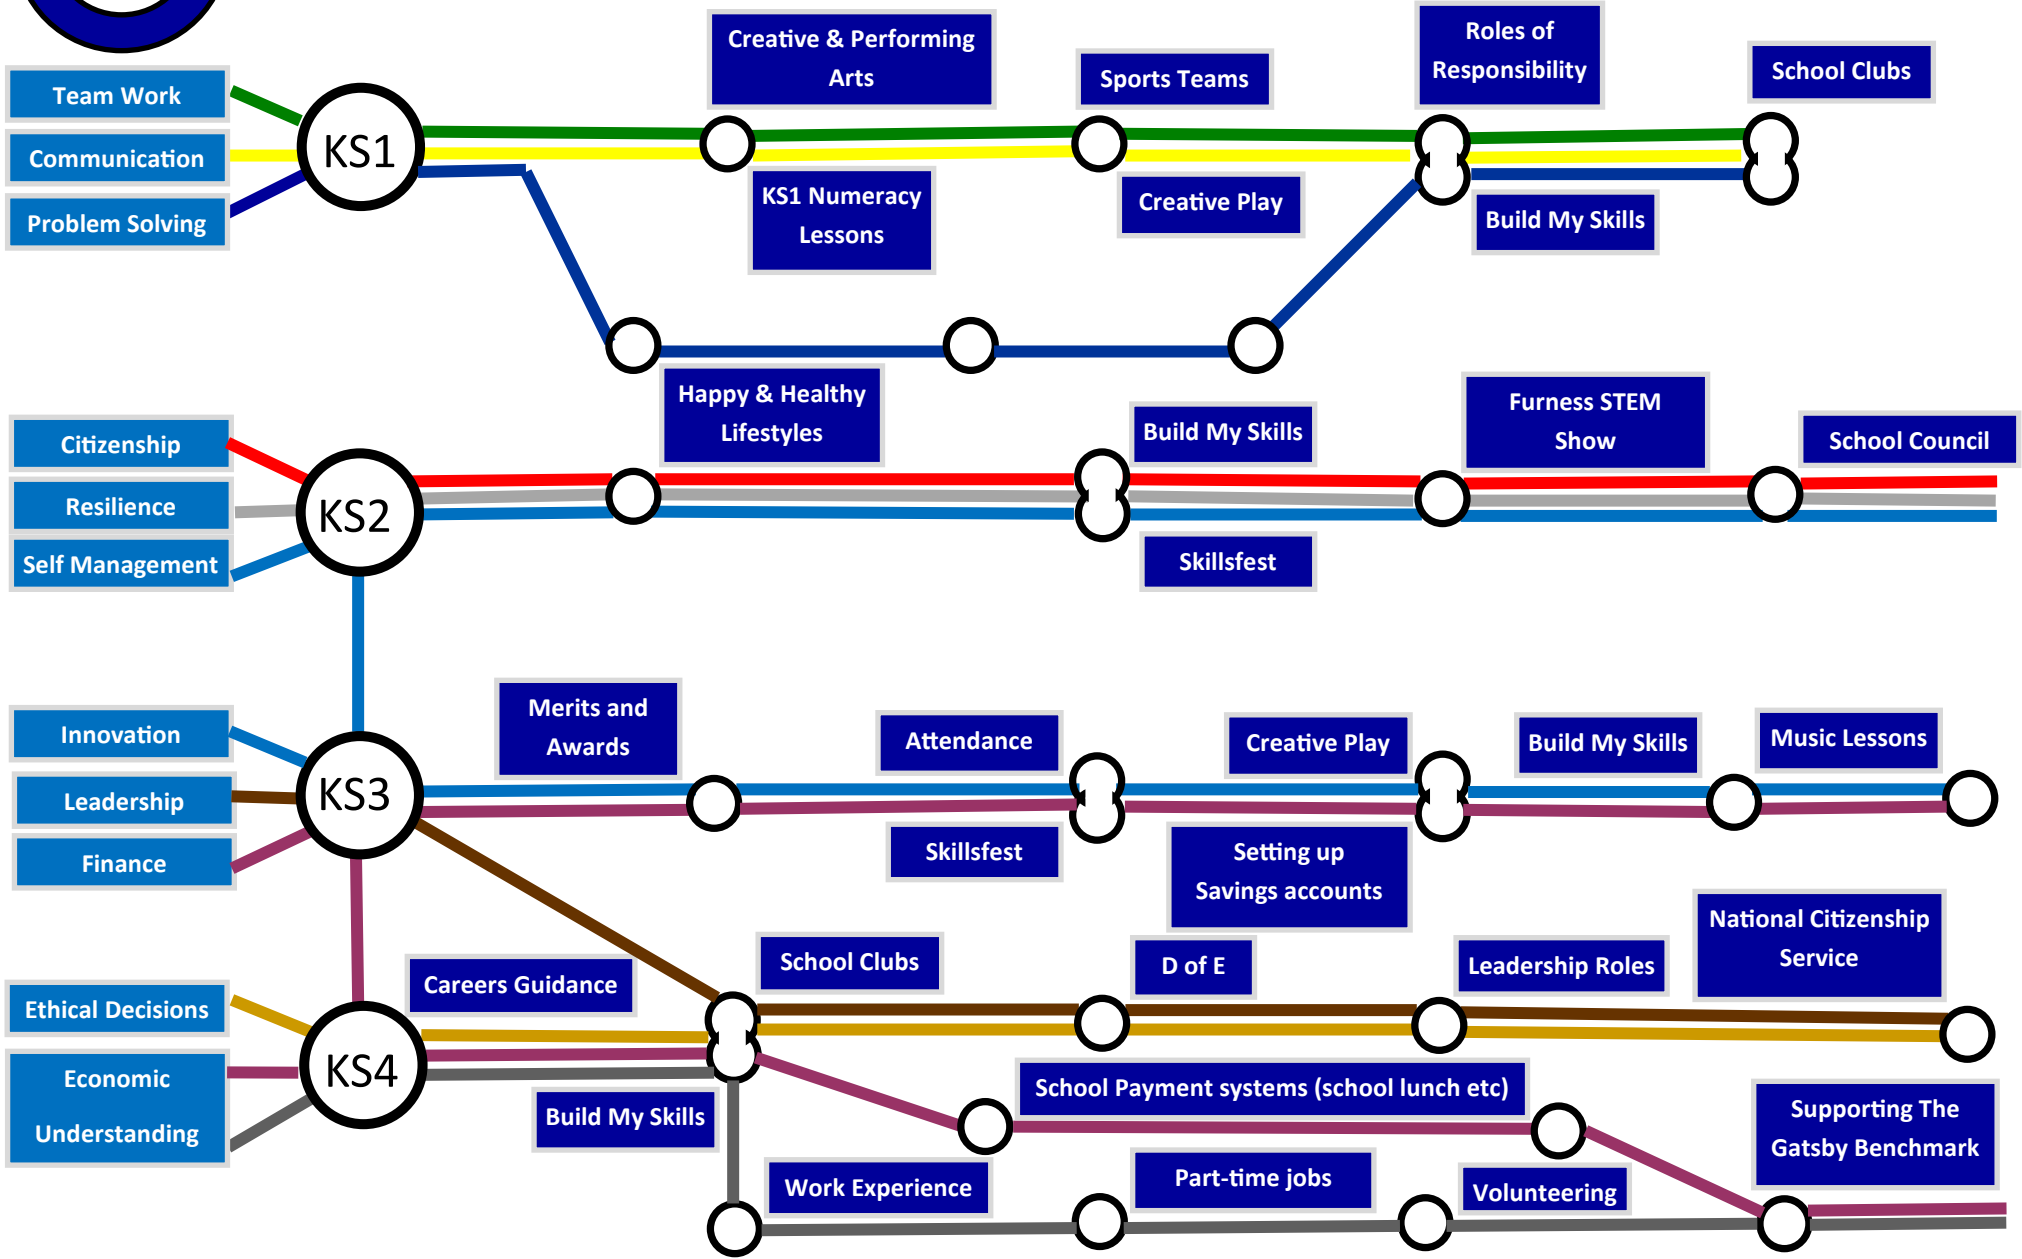 Creative & Performing
Arts
Sports Teams
Roles of
Responsibility
School Clubs
Team Work
Communication
Problem Solving
KS1
KS1 Numeracy
Lessons
Creative Play
Build My Skills
Happy & Healthy
Lifestyles
Build My Skills
Furness STEM
Show
School Council
Citizenship
Resilience
Self Management
KS2
Skillsfest
Merits and
Awards
Attendance
Creative Play
Build My Skills
Music Lessons
Innovation
Leadership
Finance
KS3
Skillsfest
Setting up
Savings accounts
Careers Guidance
School Clubs
D of E
Leadership Roles
National Citizenship
Service
Ethical Decisions
Economic
Understanding
KS4
Build My Skills
School Payment systems (school lunch etc)
Supporting The
Gatsby Benchmark
Work Experience
Part-time jobs
Volunteering